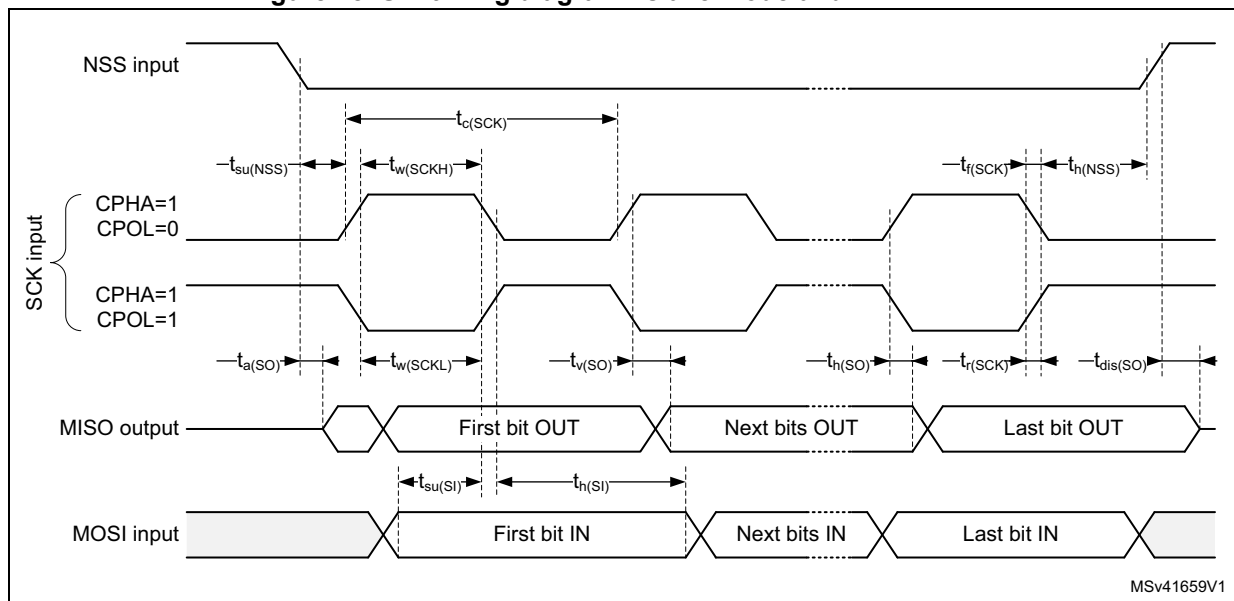 NSS input
tc(SCK)
tsu(NSS) tw(SCKH) tf(SCK) th(NSS)
SCK input
CPHA=1
CPOL=0
CPHA=1
CPOL=1
ta(SO) tw(SCKL) tv(SO) th(SO) tr(SCK) tdis(SO)
MISO output First bit OUT Next bits OUT Last bit OUT
tsu(SI) th(SI)
MOSI input First bit IN Next bits IN Last bit IN
MSv41659V1